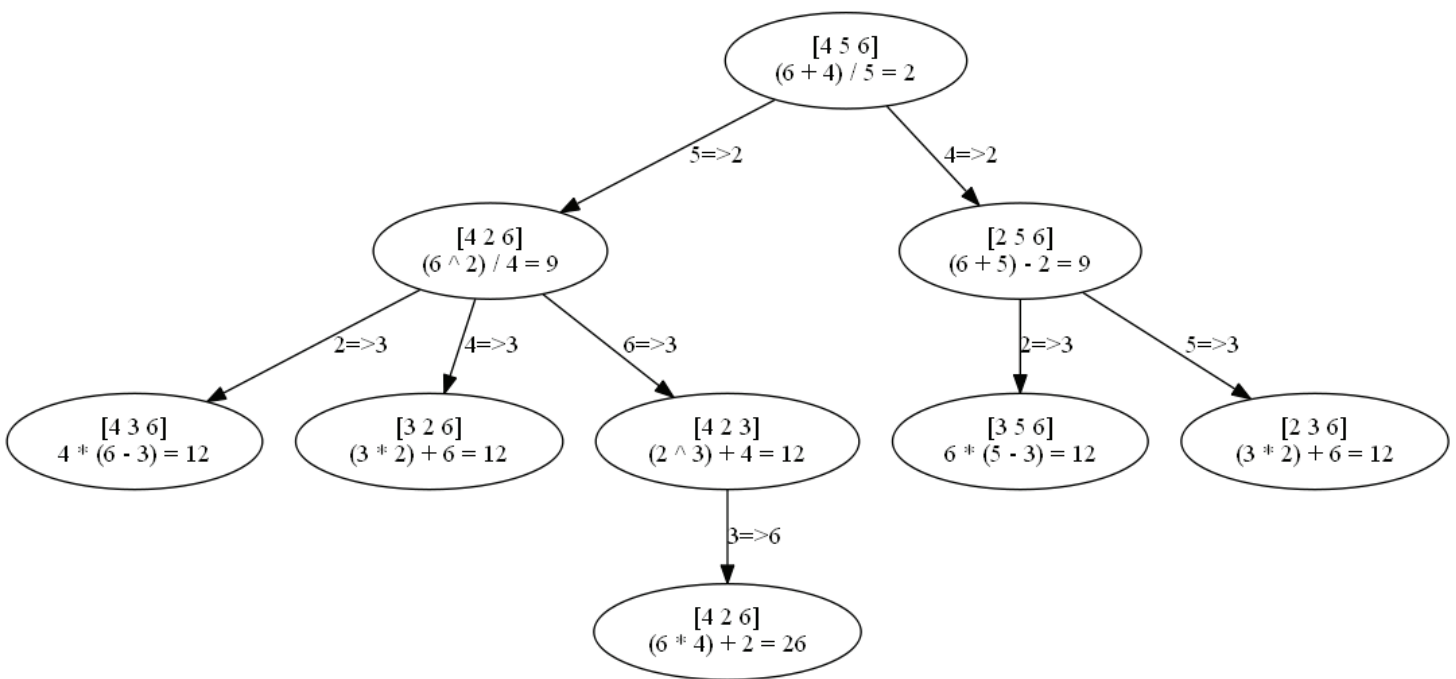 [4 5 6]
(6 + 4) / 5 = 2
5=>2
4=>2
[4 2 6]
(6 ^ 2) / 4 = 9
[2 5 6]
(6 + 5) - 2 = 9
2=>3
4=>3
6=>3
2=>3
5=>3
[4 3 6]
4 * (6 - 3) = 12
[3 2 6]
(3 * 2) + 6 = 12
[4 2 3]
(2 ^ 3) + 4 = 12
[3 5 6]
6 * (5 - 3) = 12
[2 3 6]
(3 * 2) + 6 = 12
3=>6
[4 2 6]
(6 * 4) + 2 = 26